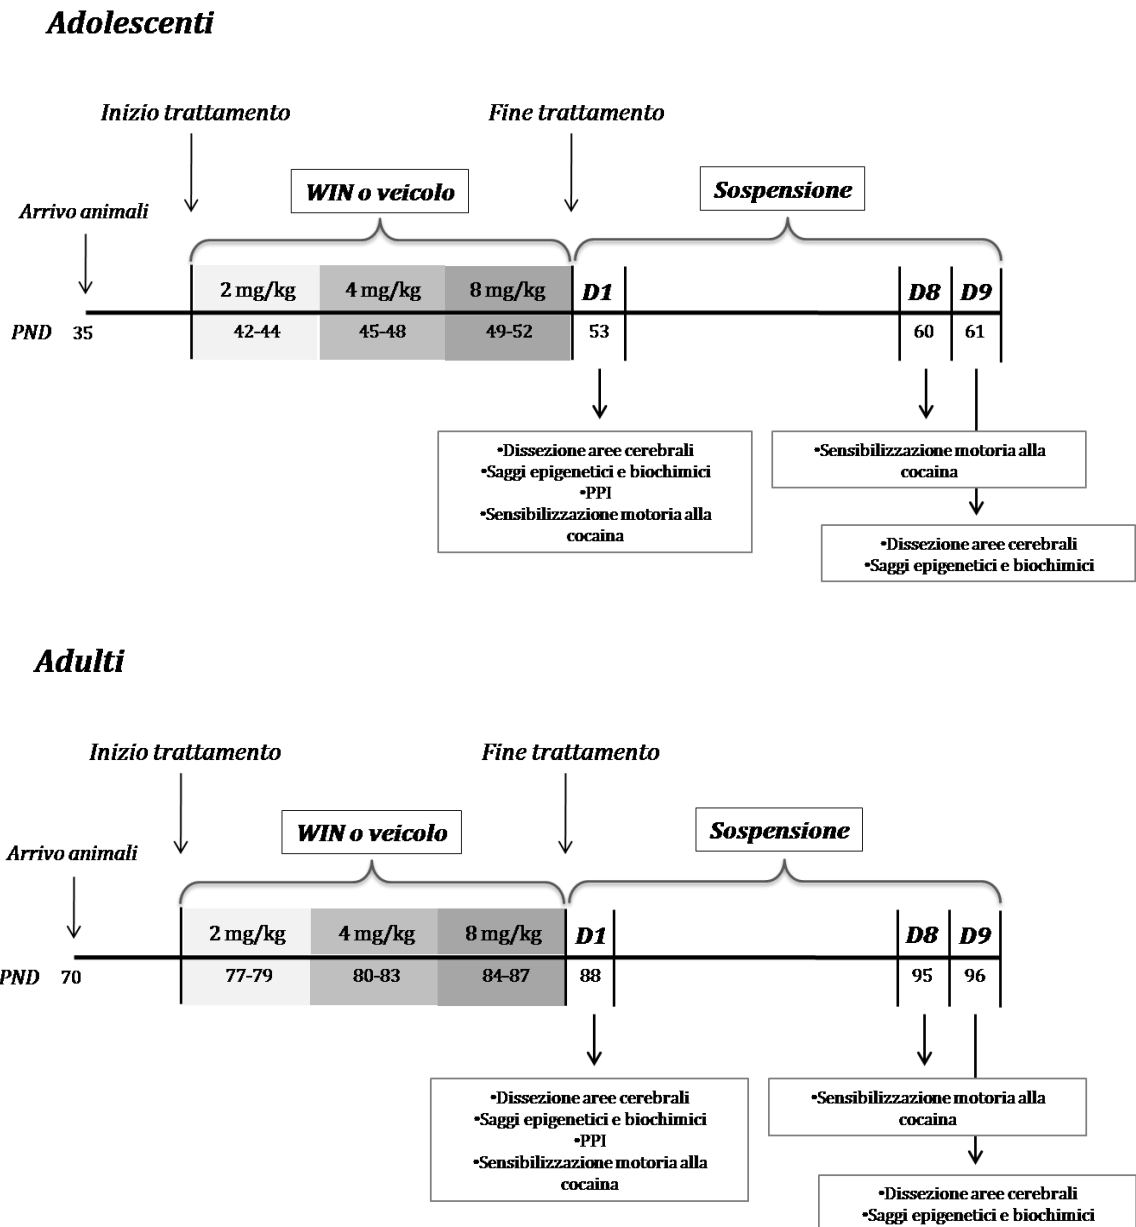 Adolescenti
Inizio trattamento
Fine trattamento
WIN o veicolo
Sospensione
Arrivo animali
2 mg/kg 4 mg/kg 8 mg/kg D1 D8 D9
PND 35 42-44 45-48 49-52 53 60 61
•Dissezione aree cerebrali
•Saggi epigenetici e biochimici
•PPI
•Sensibilizzazione motoria alla
cocaina
•Sensibilizzazione motoria alla
cocaina
•Dissezione aree cerebrali
•Saggi epigenetici e biochimici
Adulti
Inizio trattamento
Fine trattamento
WIN o veicolo
Sospensione
Arrivo animali
2 mg/kg 4 mg/kg 8 mg/kg D1 D8 D9
PND 70 77-79 80-83 84-87 88 95 96
•Dissezione aree cerebrali
•Saggi epigenetici e biochimici
•PPI
•Sensibilizzazione motoria alla
cocaina
•Sensibilizzazione motoria alla
cocaina
•Dissezione aree cerebrali
•Saggi epigenetici e biochimici